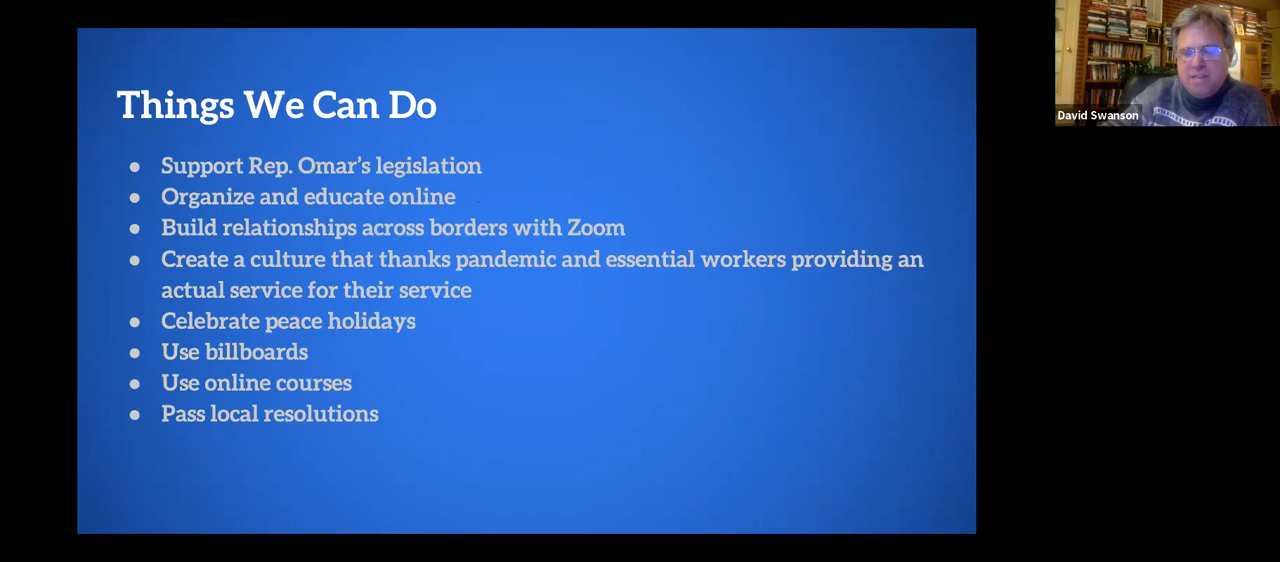 Things We Can Do
● Support Rep. Omar’s legislation
● Organize and educate online
● Build relationships across borders with Zoom
● Create a culture that thanks pandemic and essential workers providing an
actual service for their service
● Celebrate peace holidays
● Use billboards
● Use online courses
● Pass local resolutions
David Swanson